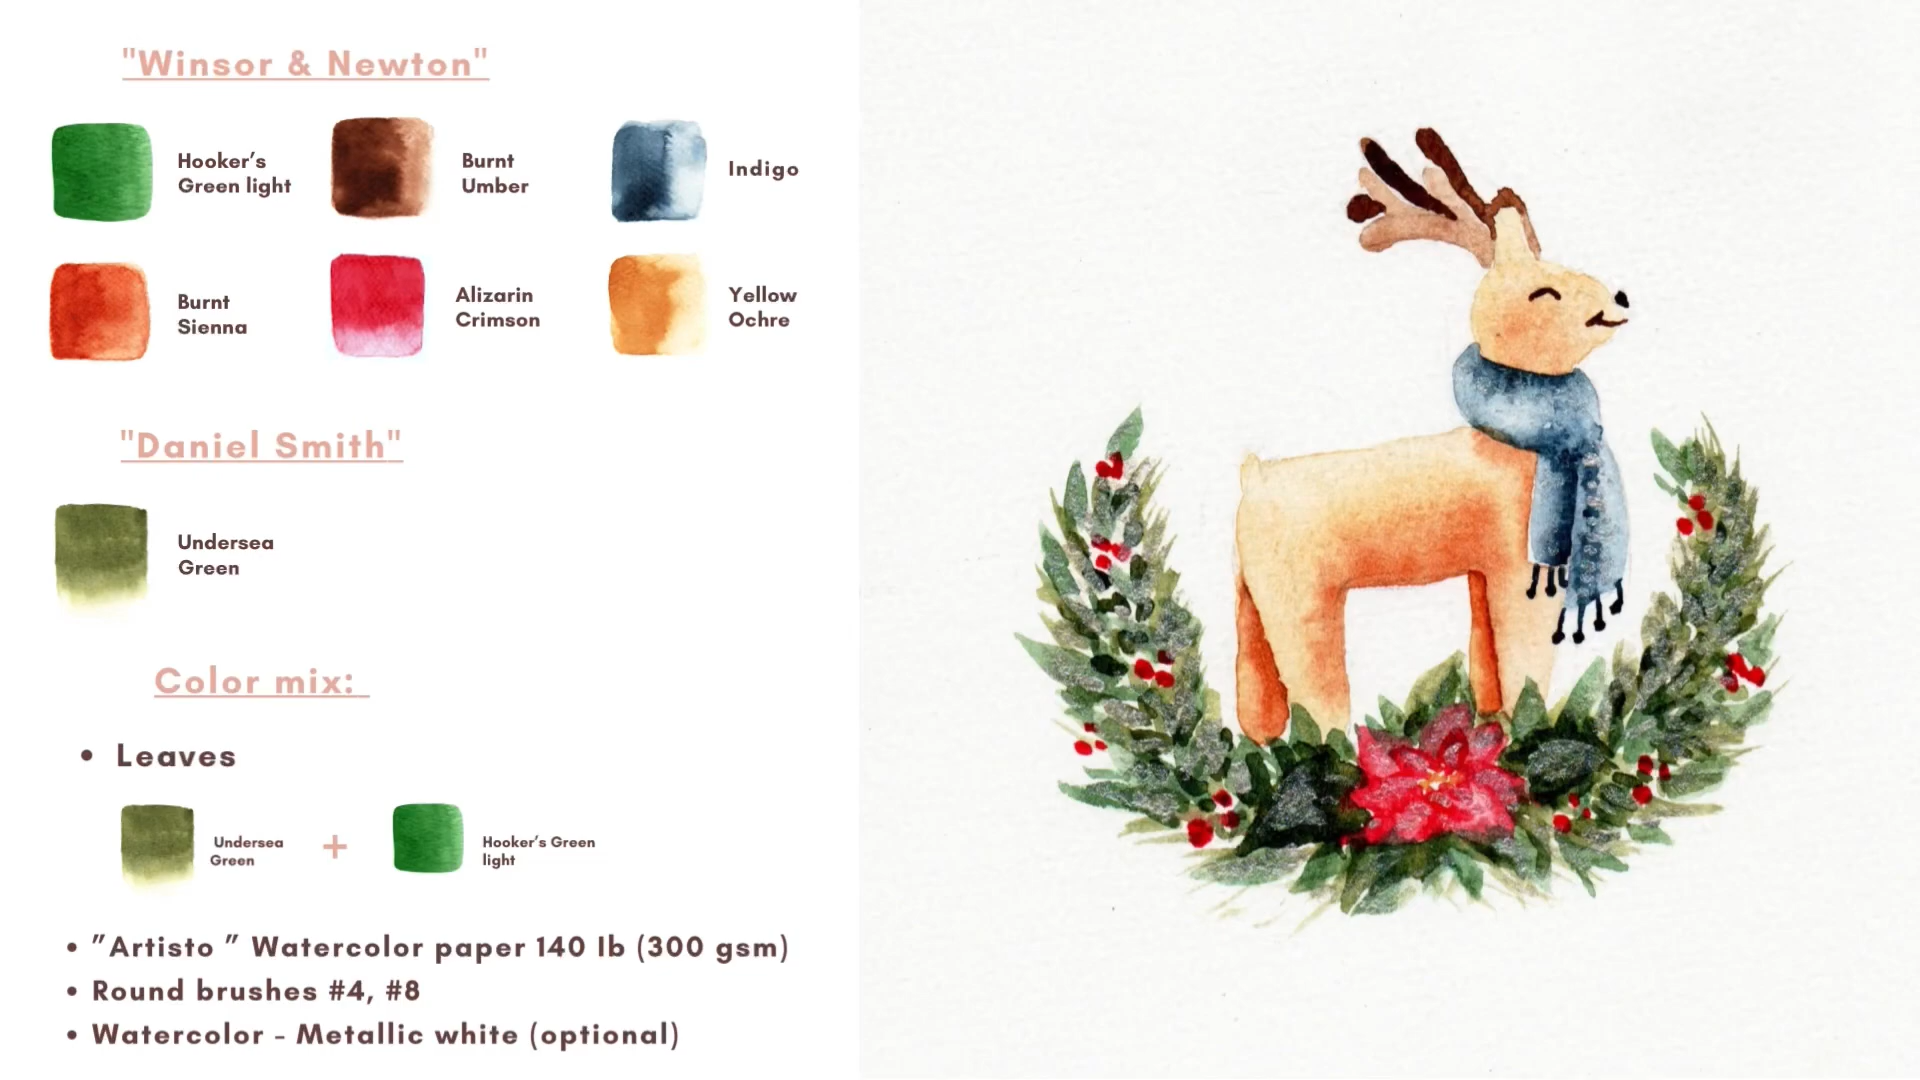 "Winsor & Newton"
Hooker's
Green light
Burnt
Umber
Indigo
Burnt
Sienna
Alizarin
Crimson
Yellow
Ochre
"Daniel Smith"
Undersea
Green
Color mix:
• Leaves
Undersea
Green
+
Hooker's Green
light
• "Artisto " Watercolor paper 140 lb (300 gsm)
• Round brushes #4, #8
• Watercolor - Metallic white (optional)